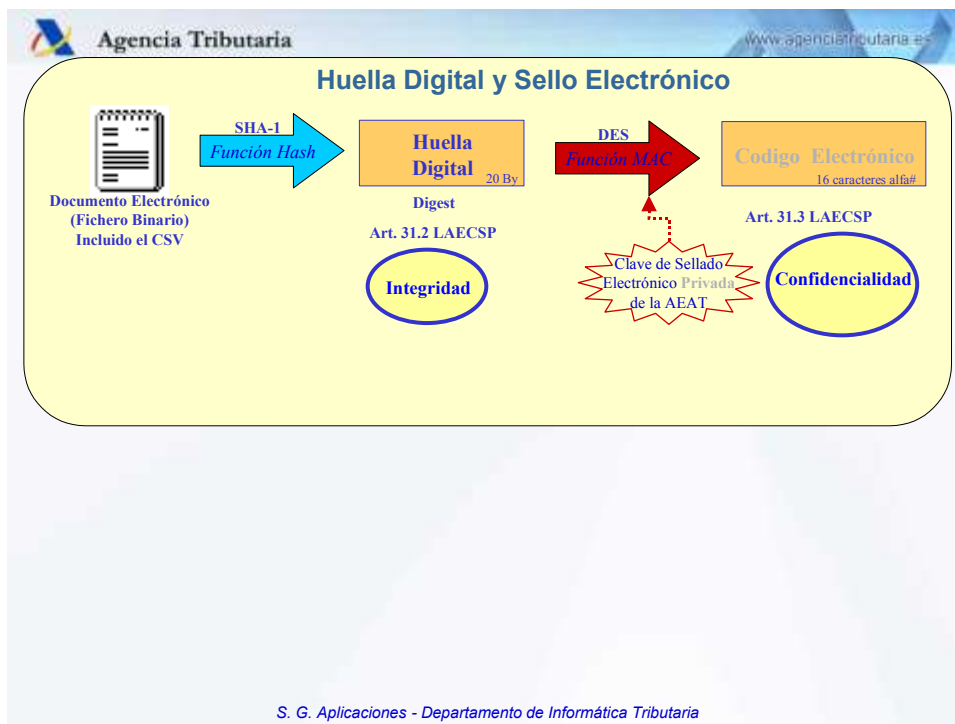 Agencia Tributaria
www.agenciatributaria.es
Huella Digital y Sello Electrónico
SHA-1
Función Hash
Huella
Digital
20 By
DES
Función MAC
Codigo Electrónico
16 caracteres alfa#
Documento Electrónico
(Fichero Binario)
Incluido el CSV
Digest
Art. 31.2 LAECSP
Integridad
Clave de Sellado
Electrónico Privada
de la AEAT
Art. 31.3 LAECSP
Confidencialidad
S. G. Aplicaciones - Departamento de Informática Tributaria